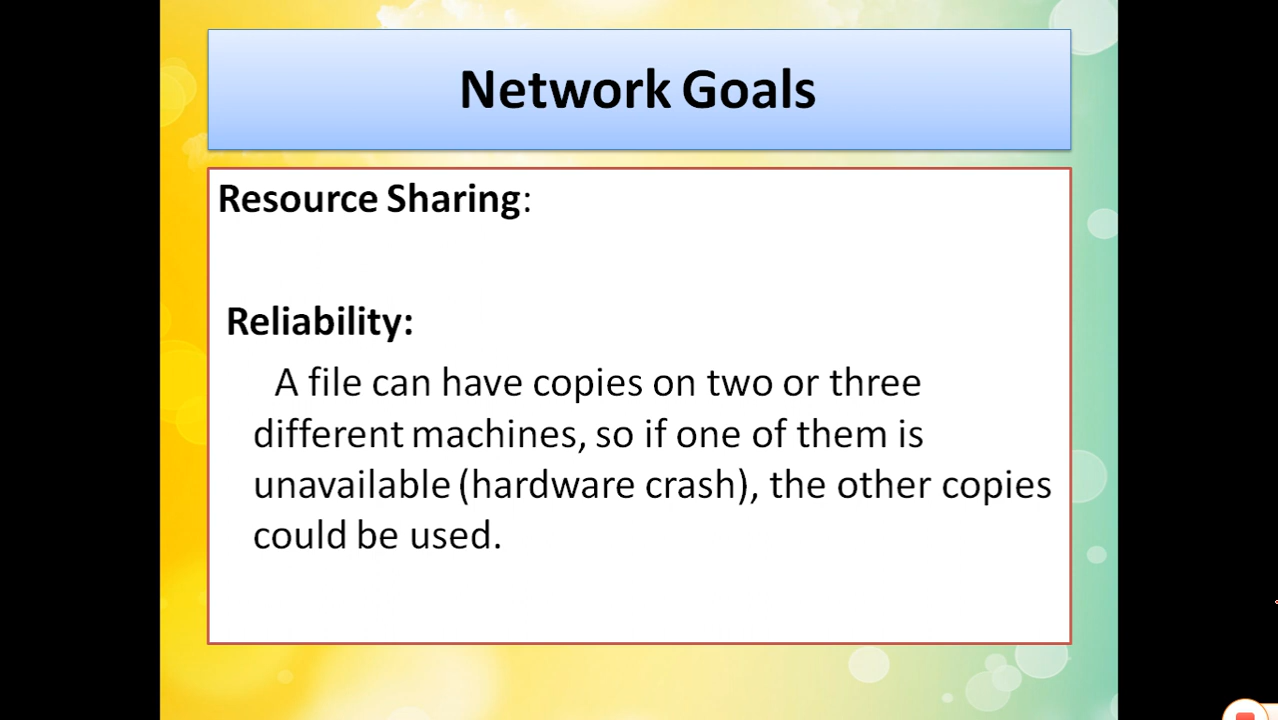 Network Goals
Resource Sharing:
Reliability:
A file can have copies on two or three
different machines, so if one of them is
unavailable (hardware crash), the other copies
could be used.